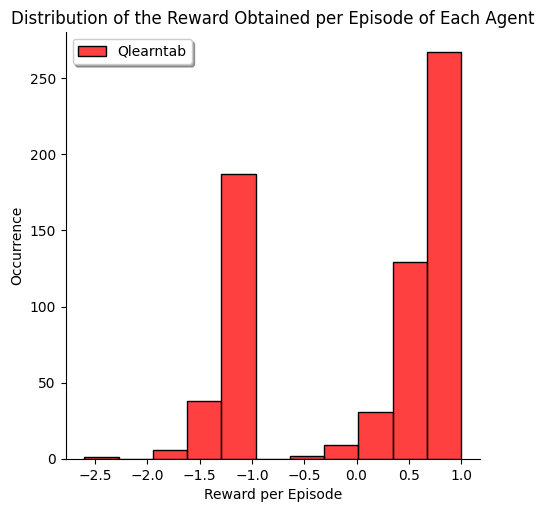 Distribution of the Reward Obtained per Episode of Each Agent
Qlearntab
250
200
150
100
50
0
Occurrence
−2.5 −2.0 −1.5 −1.0 −0.5 0.0 0.5 1.0
Reward per Episode